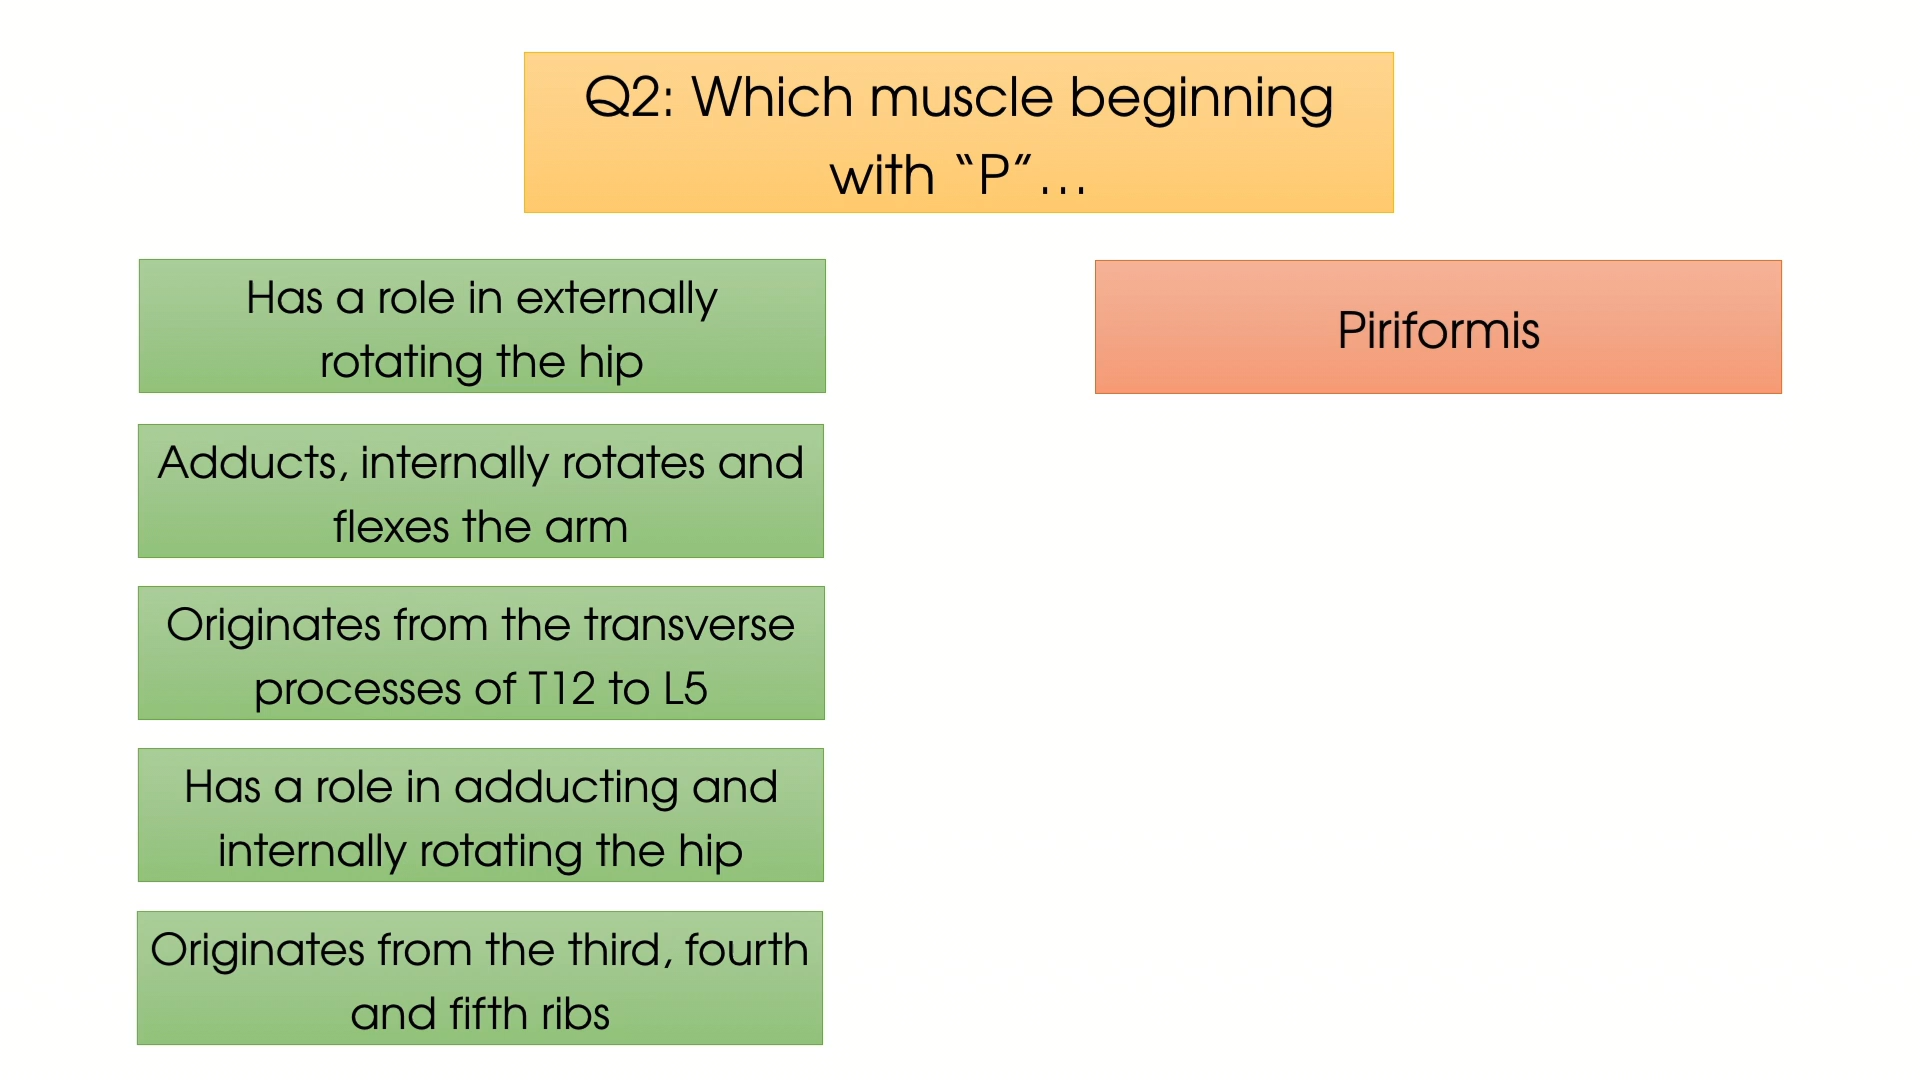 Q2: Which muscle beginning
with “P”…
Has a role in externally
rotating the hip
Piriformis
Adducts, internally rotates and
flexes the arm
Originates from the transverse
processes of T12 to L5
Has a role in adducting and
internally rotating the hip
Originates from the third, fourth
and fifth ribs